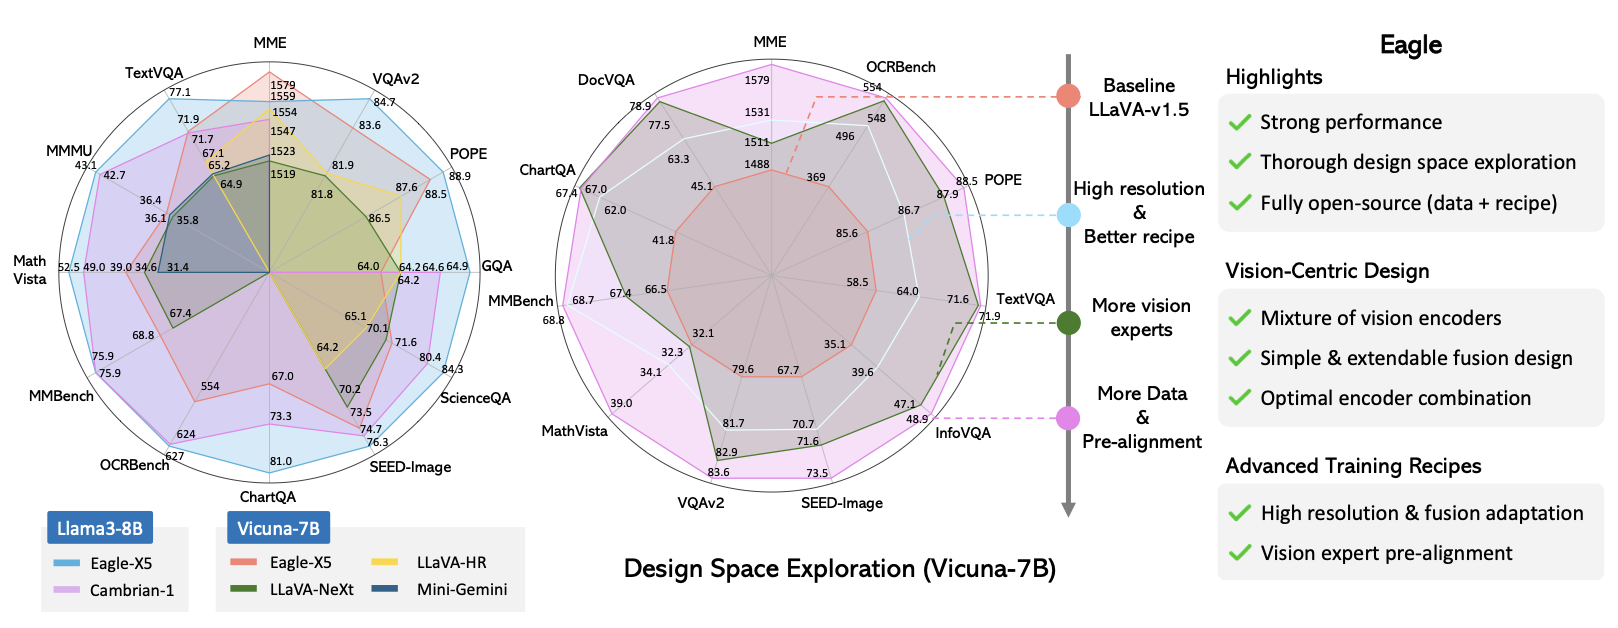 MME
VQAv2
POPE
GQA
ScienceQA
SEED-Image
ChartQA
OCRBench
MMBench
Math
Vista
MMMU
TextVQA
1579
1559
1554
1547
1523
1519
84.7
83.6
81.9
81.8
88.9
88.5
87.6
86.5
64.9
64.6
64.2
64.2
64.0
84.3
80.4
71.6
70.1
65.1
76.3
74.7
73.5
70.2
64.2
81.0
73.3
67.0
627
624
554
75.9
75.9
68.8
67.4
52.5
49.0
39.0
34.6
31.4
43.1
42.7
36.4
36.1
35.8
77.1
71.9
71.7
67.1
65.2
64.9
Llama3-8B
Eagle-X5
Cambrian-1
Vicuna-7B
Eagle-X5
LLaVA-HR
LLaVA-NeXt
Mini-Gemini
MME
OCRBench
POPE
TextVQA
InfoVQA
SEED-Image
VQAv2
MathVista
MMBench
ChartQA
DocVQA
1579
1531
1511
1488
554
548
496
369
88.5
87.9
86.7
85.6
71.9
71.6
64.0
58.5
48.9
47.1
39.6
35.1
73.5
71.6
70.7
67.7
83.6
82.9
81.7
79.6
39.0
34.1
32.3
32.1
68.8
68.7
67.4
66.5
67.4
67.0
62.0
41.8
78.9
77.5
63.3
45.1
Design Space Exploration (Vicuna-7B)
Baseline
LLaVA-v1.5
High resolution
&
Better recipe
More vision
experts
More Data
&
Pre-alignment
Eagle
Highlights
Strong performance
Thorough design space exploration
Fully open-source (data + recipe)
Vision-Centric Design
Mixture of vision encoders
Simple & extendable fusion design
Optimal encoder combination
Advanced Training Recipes
High resolution & fusion adaptation
Vision expert pre-alignment